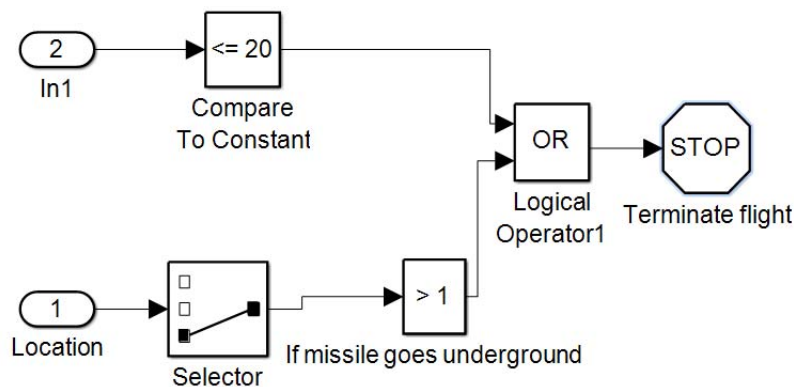 2
In1
<= 20
Compare
To Constant
OR
Logical
Operator1
STOP
Terminate flight
1
Location
Selector
> 1
If missile goes underground